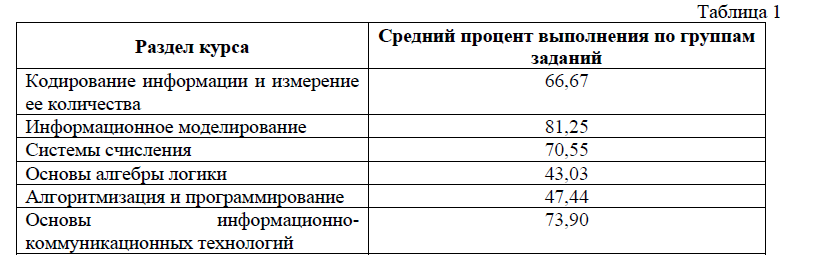 Таблица 1
Раздел курса
Средний процент выполнения по группам
заданий
Кодирование информации и измерение
ее количества
66,67
Информационное моделирование
81,25
Системы счисления
70,55
Основы алгебры логики
43,03
Алгоритмизация и программирование
47,44
Основы информационно-
коммуникационных технологий
73,90